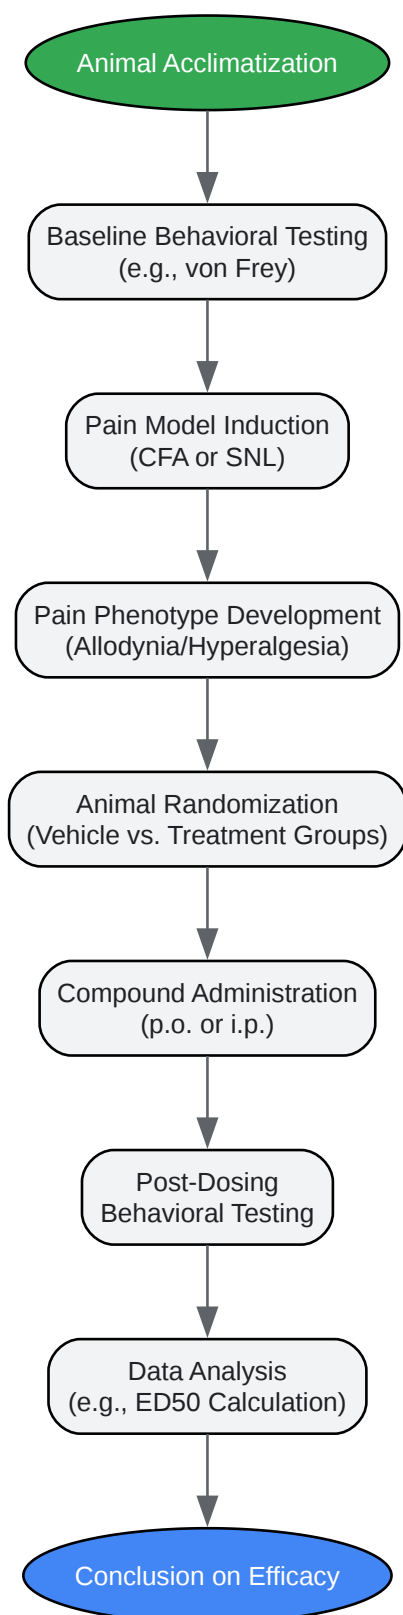 Animal Acclimatization
Baseline Behavioral Testing
(e.g., von Frey)
Pain Model Induction
(CFA or SNL)
Pain Phenotype Development
(Allodynia/Hyperalgesia)
Animal Randomization
(Vehicle vs. Treatment Groups)
Compound Administration
(p.o. or i.p.)
Post-Dosing
Behavioral Testing
Data Analysis
(e.g., ED50 Calculation)
Conclusion on Efficacy